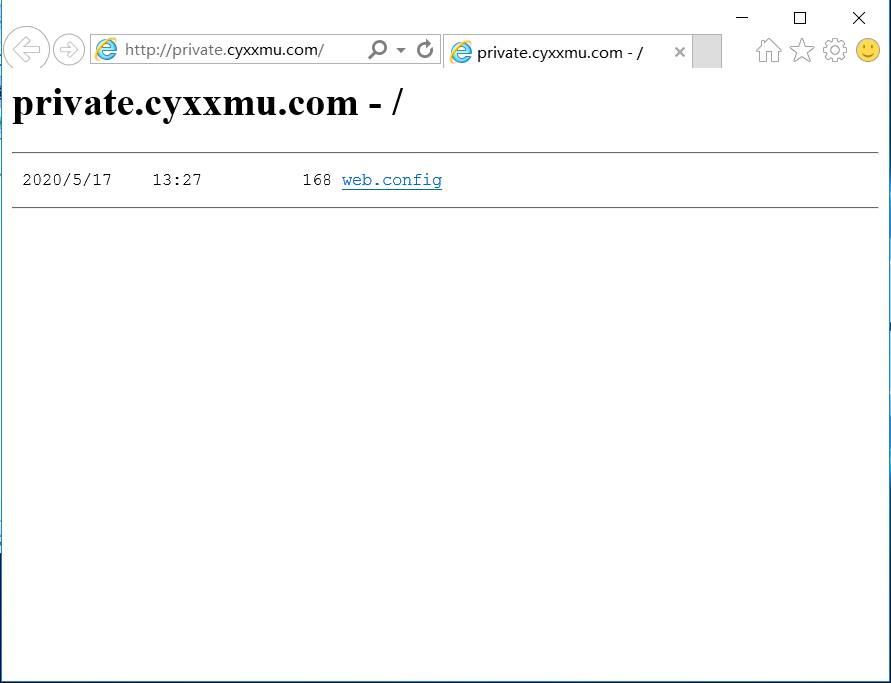 http://private.cyxxmu.com/
private.cyxxmu.com - /
private.cyxxmu.com - /
2020/5/17 13:27 168 web.config